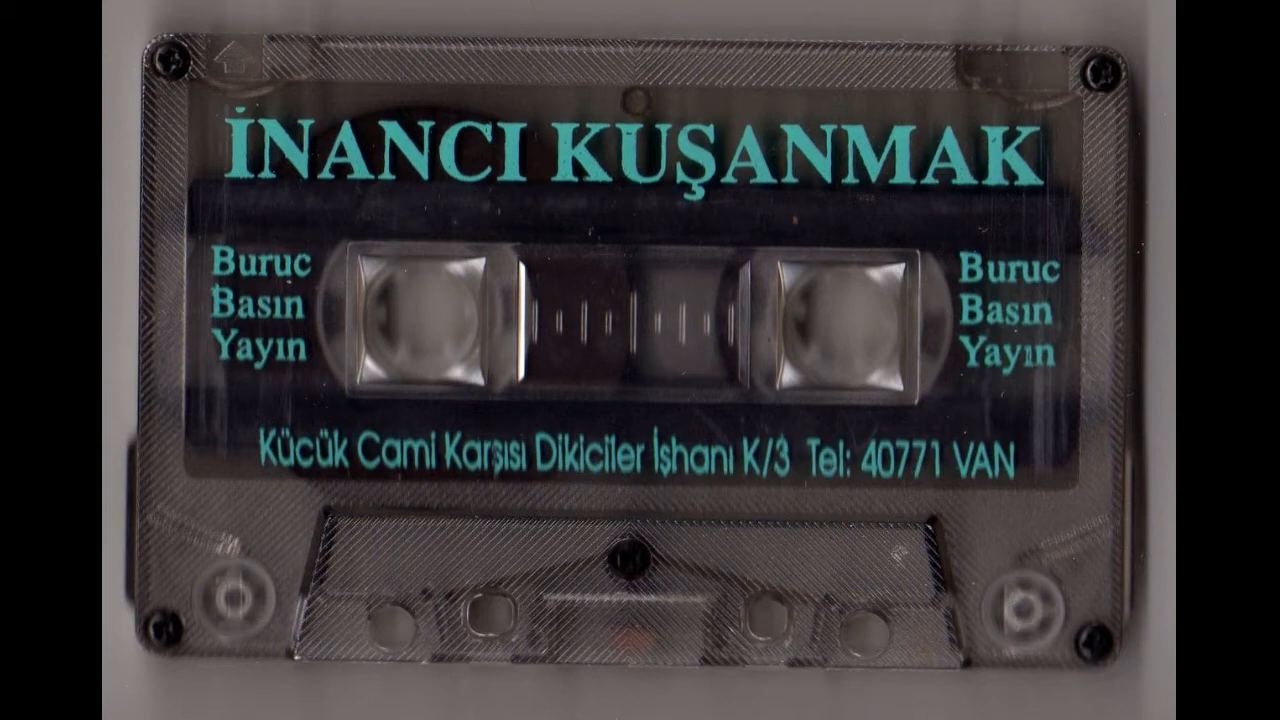 İNANCI KUŞANMAK
Buruc
Basın
Yayın
Buruc
Basın
Yayın
Kücük Cami Karşısı Dikiciler İşhanı K/3 Tel: 40771 VAN